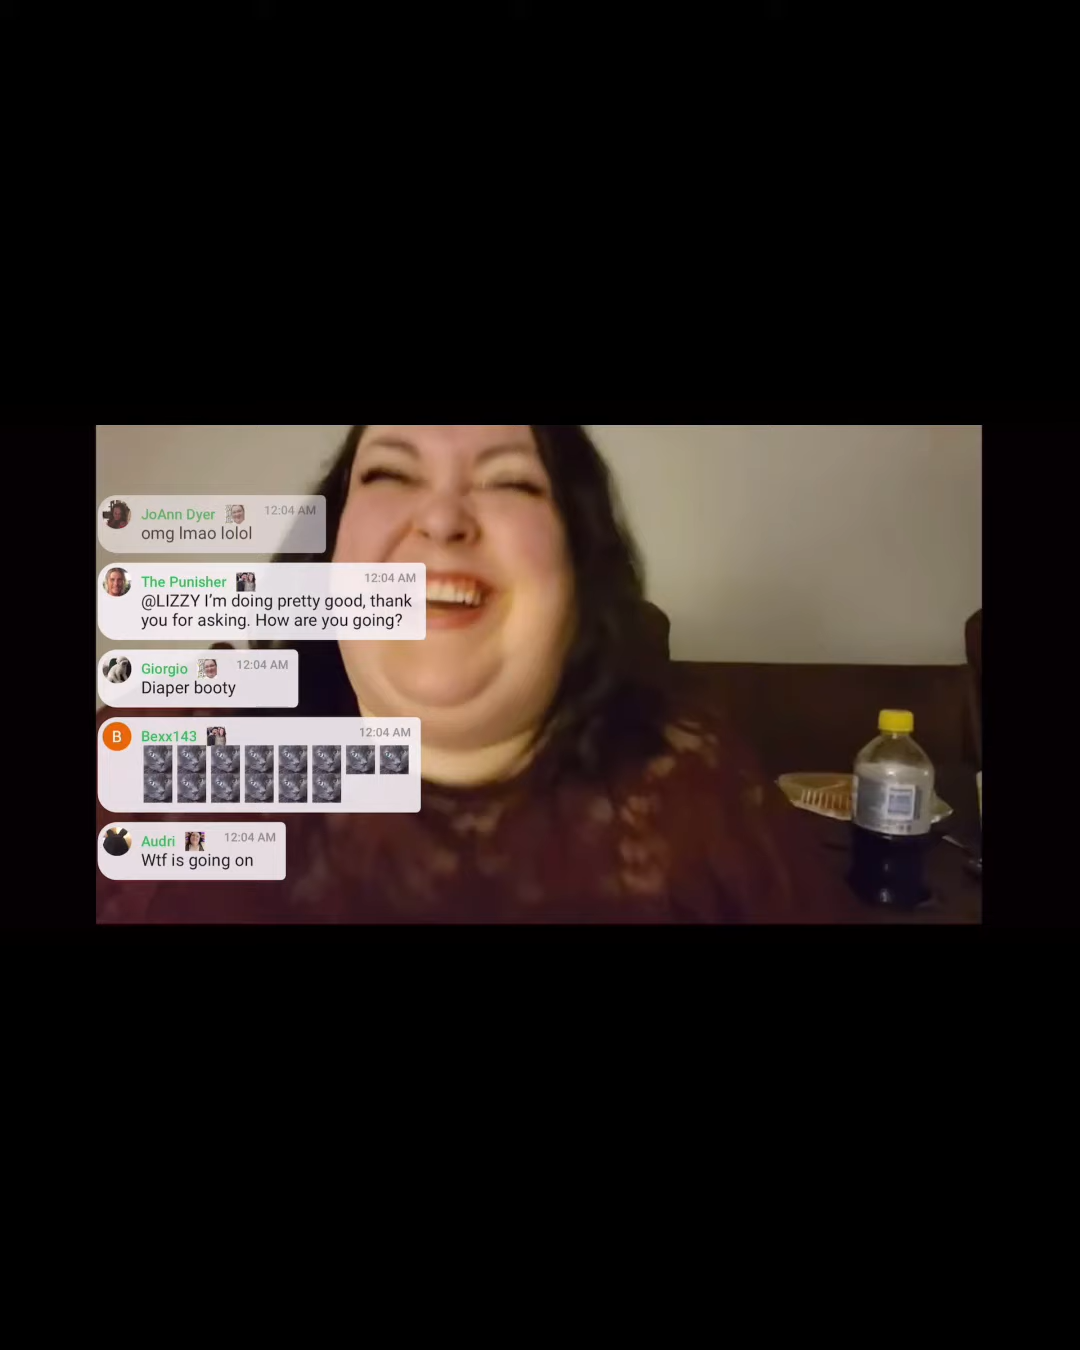 JoAnn Dyer 12:04 AM
omg lmao lolol
The Punisher 12:04 AM
@LIZZY I'm doing pretty good, thank
you for asking. How are you going?
Giorgio 12:04 AM
Diaper booty
B Bexx143 12:04 AM
Audri 12:04 AM
Wtf is going on